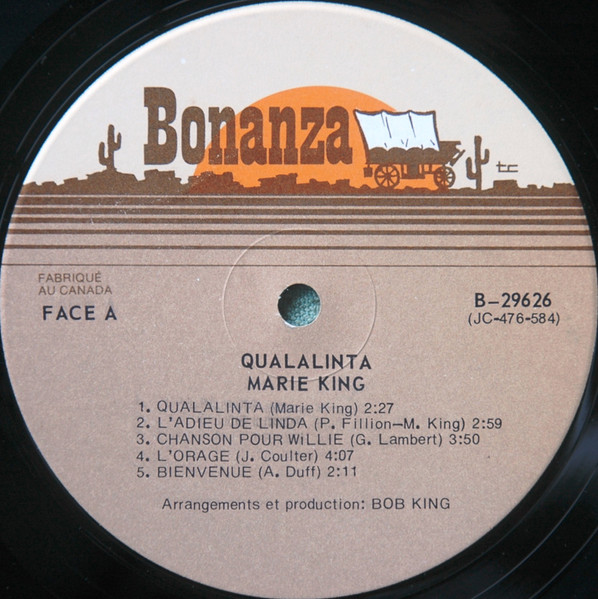 Bonanza
tc
FABRIQUÉ
AU CANADA
FACE A
B–29626
(JC-476-584)
QUALALINTA
MARIE KING
1. QUALALINTA (Marie King) 2:27
2. L'ADIEU DE LINDA (P. Fillion—M. King) 2:59
3. CHANSON POUR WiLLIE (G. Lambert) 3:50
4. L'ORAGE (J. Coulter) 4:07
5. BIENVENUE (A. Duff) 2:11
Arrangements et production: BOB KING